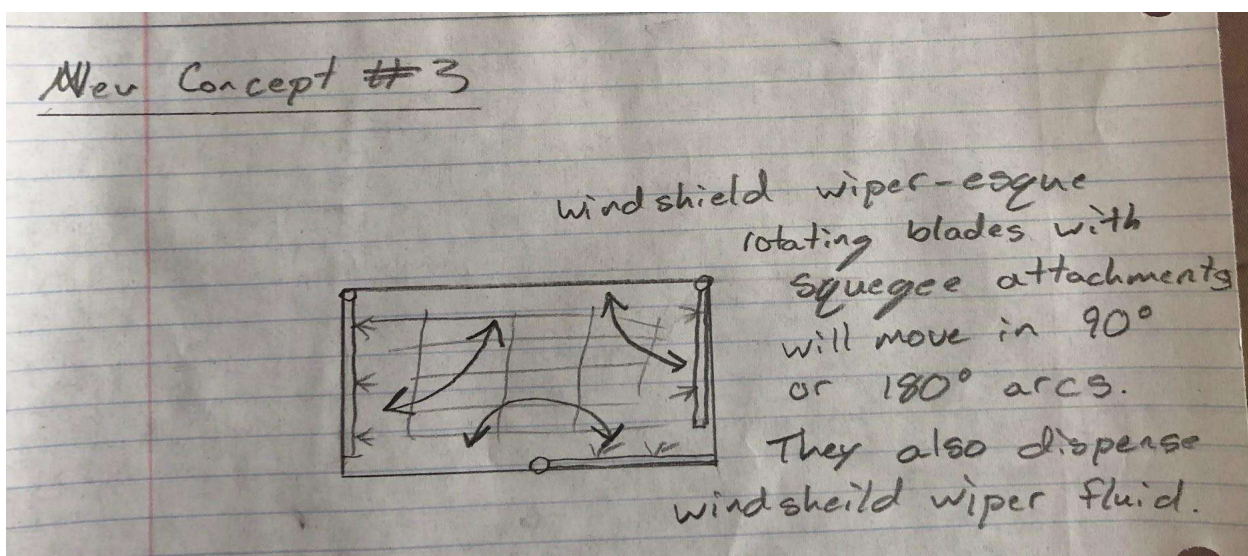 New Concept #3
windshield wiper-esque
rotating blades with
squegee attachments
will move in 90°
or 180° arcs.
They also dispense
windsheild wiper fluid.